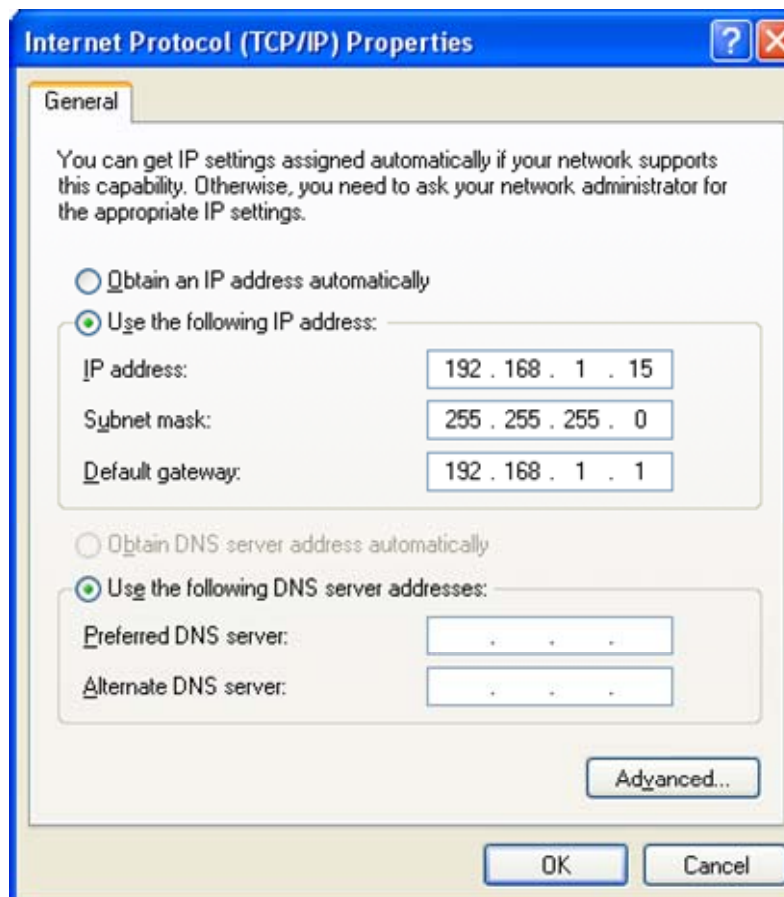 Internet Protocol (TCP/IP) Properties
General
You can get IP settings assigned automatically if your network supports
this capability. Otherwise, you need to ask your network administrator for
the appropriate IP settings.
Obtain an IP address automatically
Use the following IP address:
IP address: 192 . 168 . 1 . 15
Subnet mask: 255 . 255 . 255 . 0
Default gateway: 192 . 168 . 1 . 1
Obtain DNS server address automatically
Use the following DNS server addresses:
Preferred DNS server: . . .
Alternate DNS server: . . .
Advanced...
OK Cancel